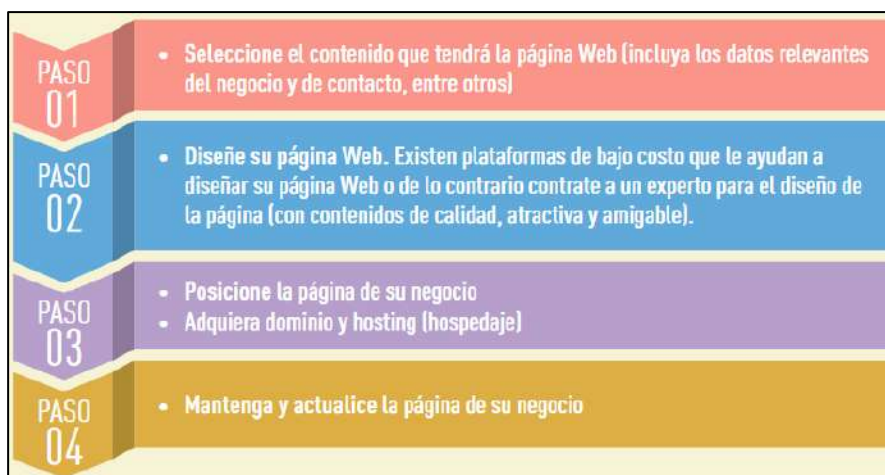 PASO
01
• Seleccione el contenido que tendrá la página Web (incluya los datos relevantes
del negocio y de contacto, entre otros)
PASO
02
• Diseñe su página Web. Existen plataformas de bajo costo que le ayudan a
diseñar su página Web o de lo contrario contrate a un experto para el diseño de
la página (con contenidos de calidad, atractiva y amigable).
PASO
03
• Posicione la página de su negocio
• Adquiera dominio y hosting (hospedaje)
PASO
04
• Mantenga y actualice la página de su negocio